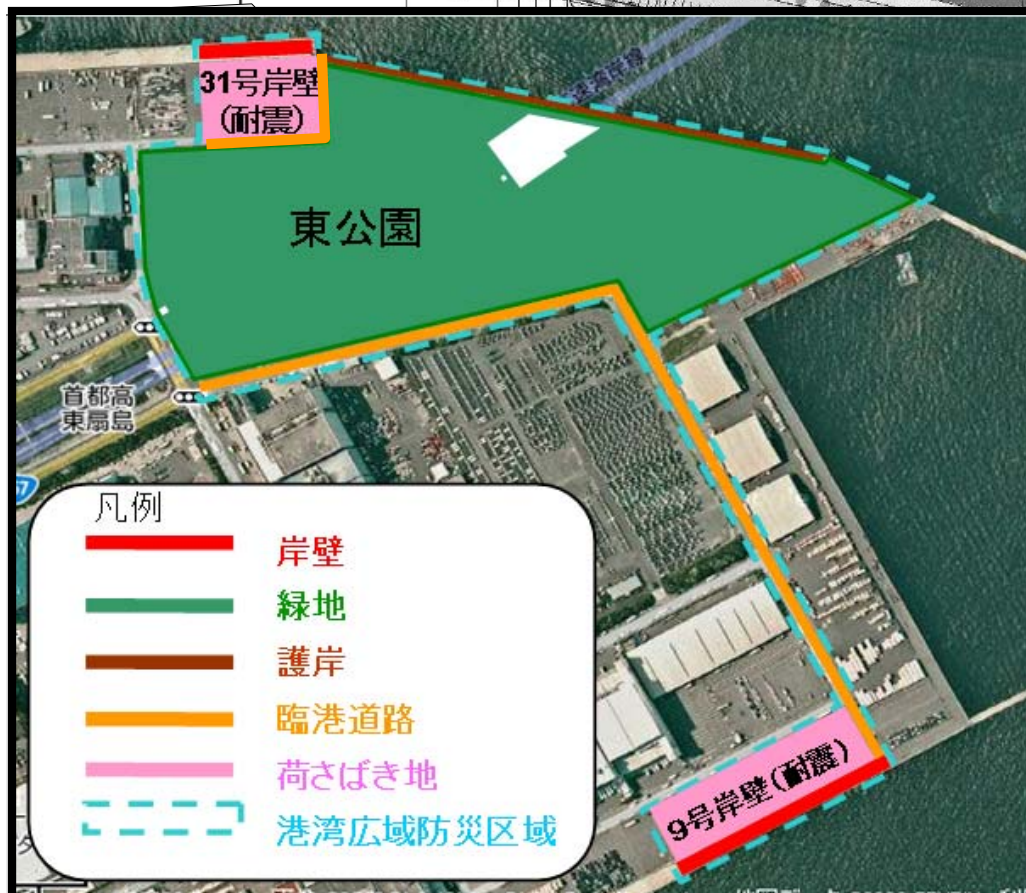 31号岸壁
(耐震)
東公園
首都高
東扇島
凡例
岸壁
緑地
護岸
臨港道路
荷さばき地
港湾広域防災区域
9号岸壁(耐震)